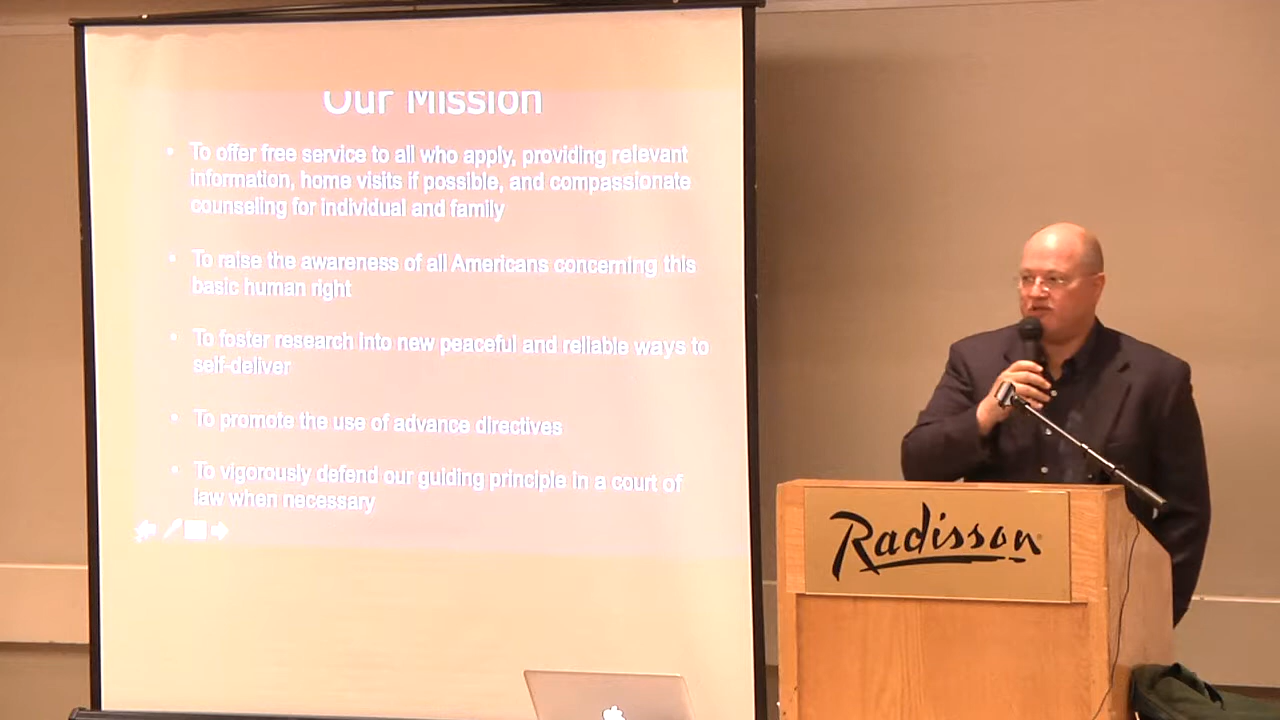 Our Mission
• To offer free service to all who apply, providing relevant
information, home visits if possible, and compassionate
counseling for individual and family
• To raise the awareness of all Americans concerning this
basic human right
• To foster research into new peaceful and reliable ways to
self-deliver
• To promote the use of advance directives
• To vigorously defend our guiding principle in a court of
law when necessary
Radisson